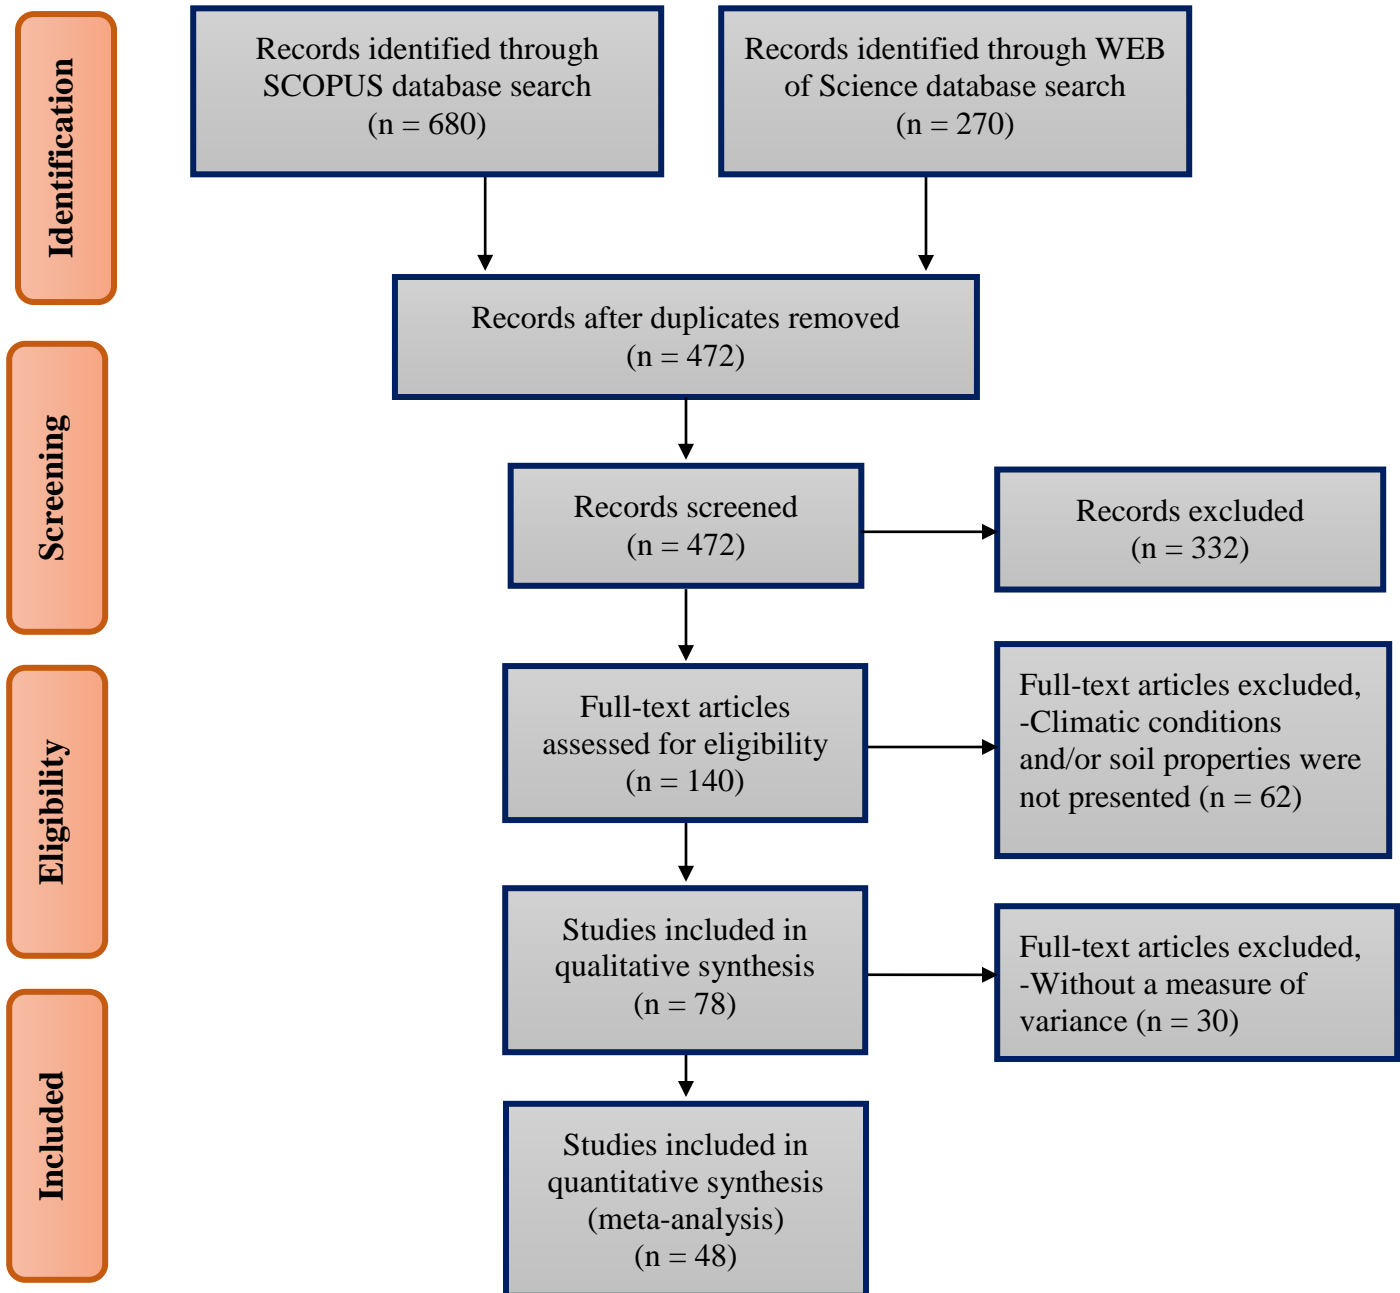 Identification
Records identified through
SCOPUS database search
(n = 680)
Records identified through WEB
of Science database search
(n = 270)
Records after duplicates removed
(n = 472)
Screening
Records screened
(n = 472)
Records excluded
(n = 332)
Eligibility
Full-text articles
assessed for eligibility
(n = 140)
Full-text articles excluded,
-Climatic conditions
and/or soil properties were
not presented (n = 62)
Studies included in
qualitative synthesis
(n = 78)
Full-text articles excluded,
-Without a measure of
variance (n = 30)
Included
Studies included in
quantitative synthesis
(meta-analysis)
(n = 48)